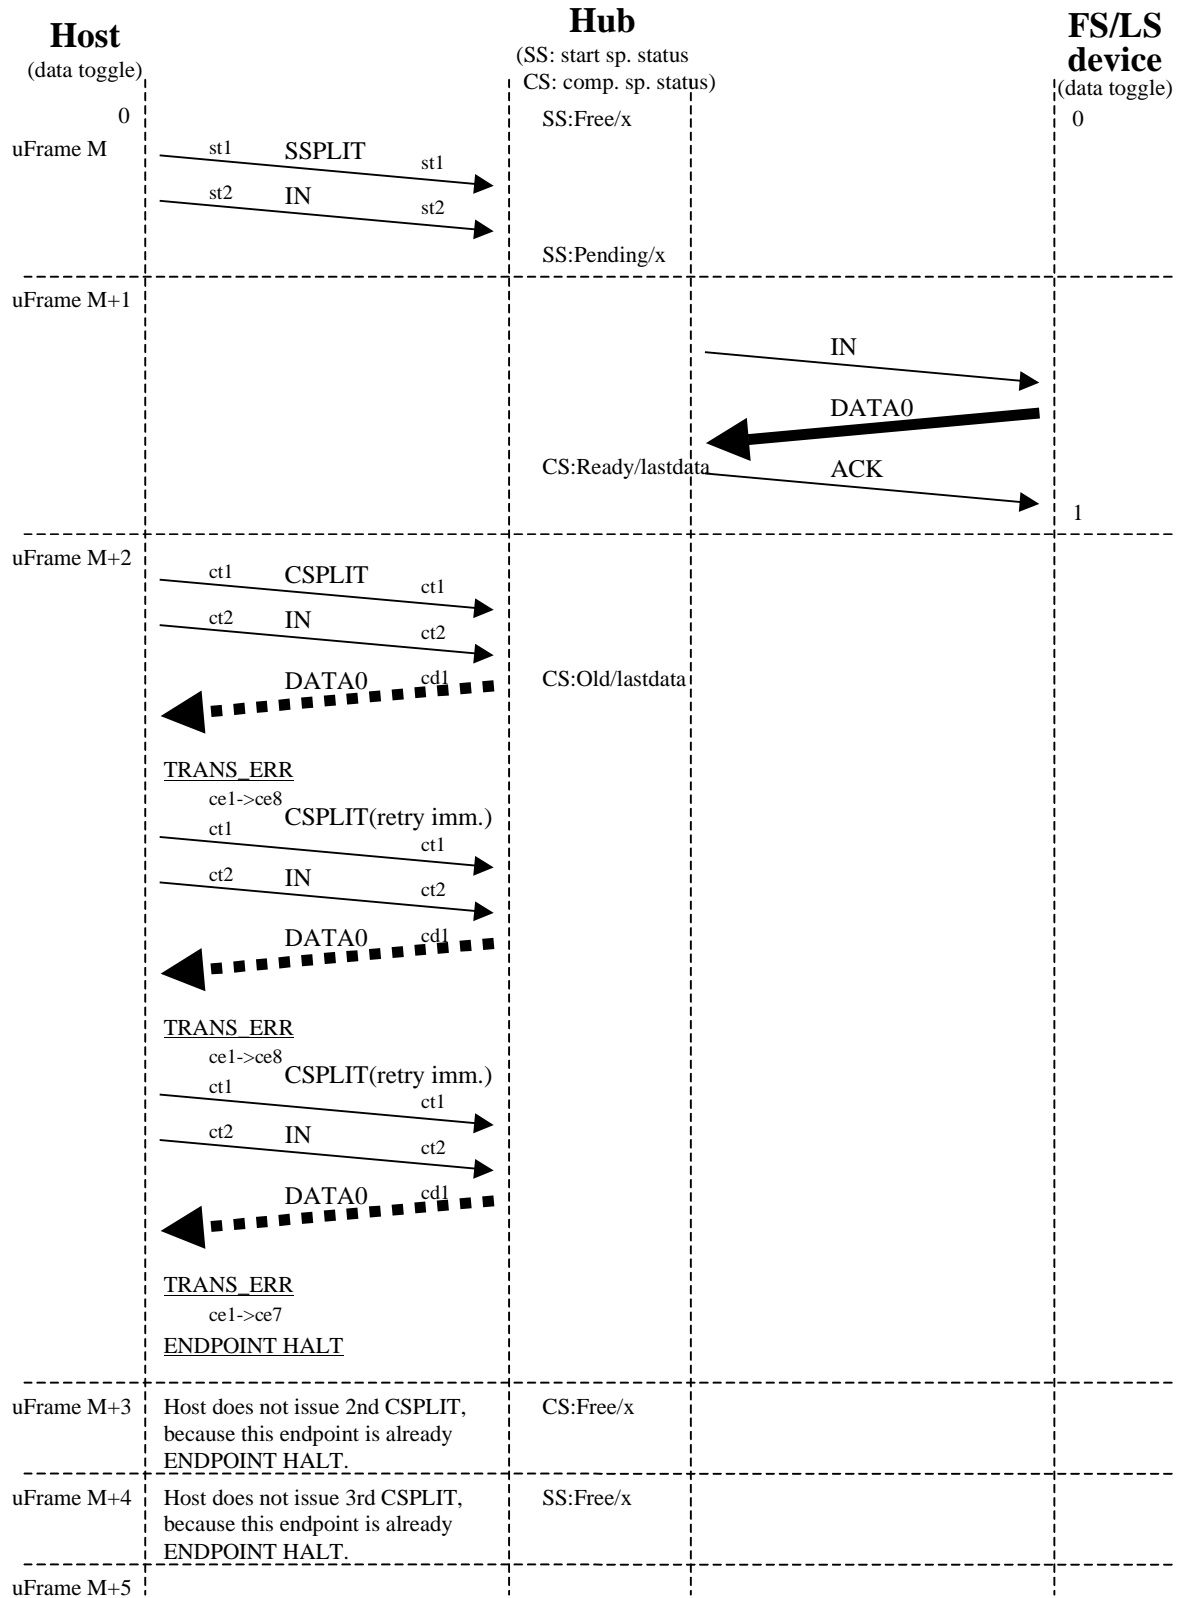 Host
(data toggle)
Hub
(SS: start sp. status
CS: comp. sp. status)
FS/LS
device
(data toggle)
0
SS:Free/x
0
uFrame M
st1
SSPLIT
st1
st2
IN
st2
SS:Pending/x
uFrame M+1
IN
DATA0
CS:Ready/lastdata
ACK
1
uFrame M+2
ct1
CSPLIT
ct1
ct2
IN
ct2
DATA0
cd1
CS:Old/lastdata
TRANS_ERR
ce1->ce8
CSPLIT(retry imm.)
ct1
ct1
ct2
IN
ct2
DATA0
cd1
TRANS_ERR
ce1->ce8
CSPLIT(retry imm.)
ct1
ct1
ct2
IN
ct2
DATA0
cd1
TRANS_ERR
ce1->ce7
ENDPOINT HALT
uFrame M+3
Host does not issue 2nd CSPLIT,
because this endpoint is already
ENDPOINT HALT.
CS:Free/x
uFrame M+4
Host does not issue 3rd CSPLIT,
because this endpoint is already
ENDPOINT HALT.
SS:Free/x
uFrame M+5